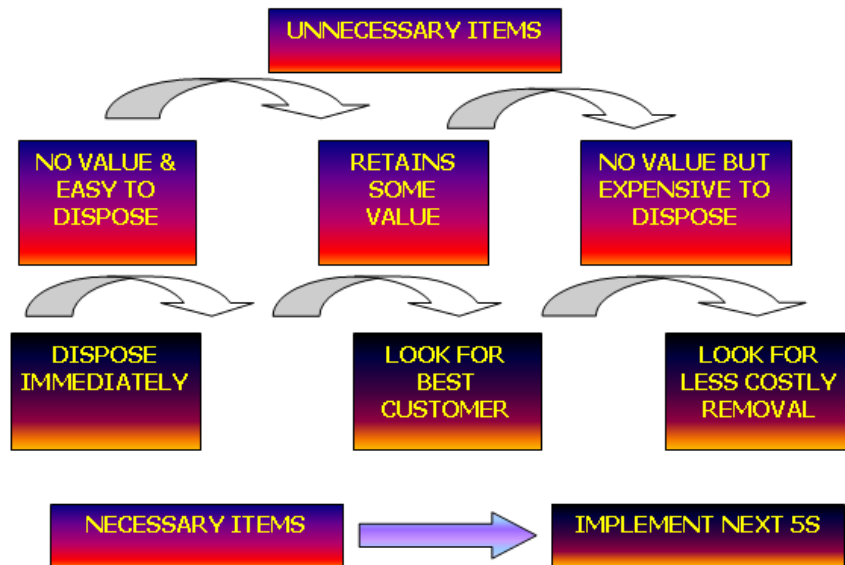 UNNECESSARY ITEMS
NO VALUE &
EASY TO
DISPOSE
RETAINS
SOME
VALUE
NO VALUE BUT
EXPENSIVE TO
DISPOSE
DISPOSE
IMMEDIATELY
LOOK FOR
BEST
CUSTOMER
LOOK FOR
LESS COSTLY
REMOVAL
NECESSARY ITEMS
IMPLEMENT NEXT 5S